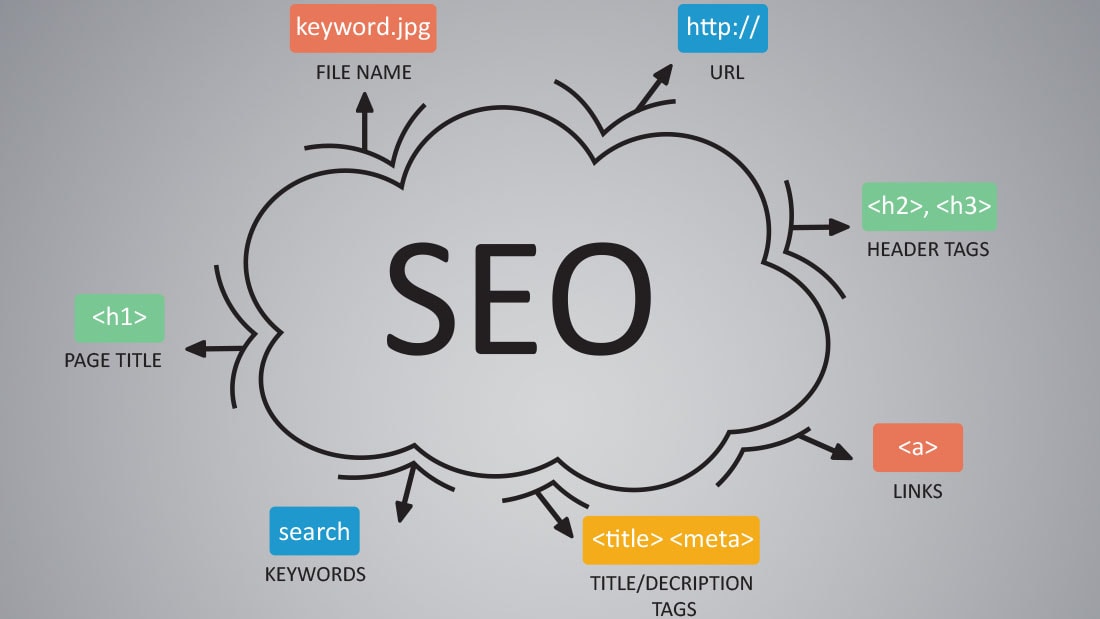 keyword.jpg
FILE NAME
http://
URL
<h2>, <h3>
HEADER TAGS
SEO
<h1>
PAGE TITLE
<a>
LINKS
search
KEYWORDS
<title> <meta>
TITLE/DECRIPTION
TAGS